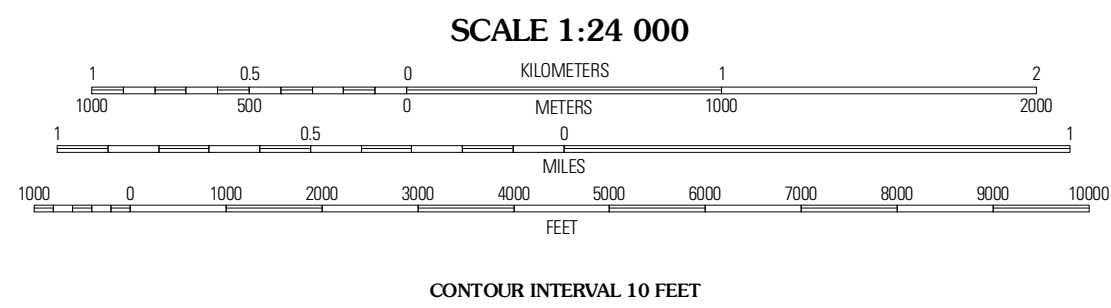 SCALE 1:24 000
1 0.5 0 KILOMETERS 1 2
1000 500 0 METERS 1000 2000
1 0.5 0 1
MILES
1000 0 1000 2000 3000 4000 5000 6000 7000 8000 9000 10000
FEET
CONTOUR INTERVAL 10 FEET